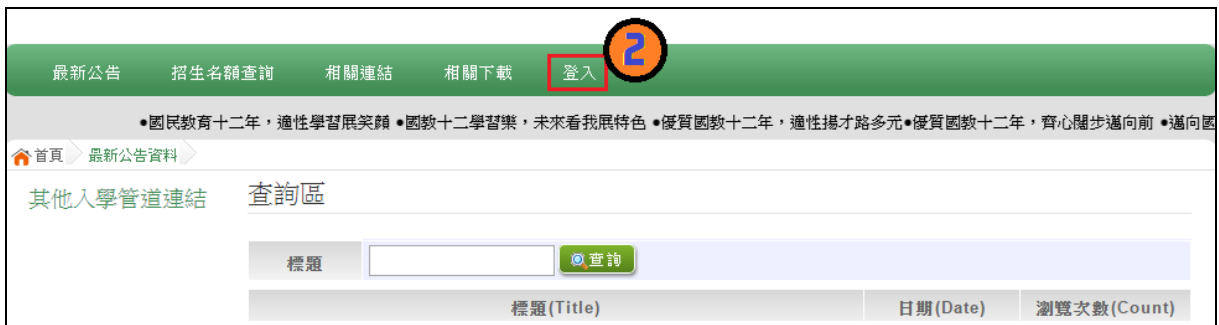 2
最新公告 招生名額查詢 相關連結 相關下載 登入
•國民教育十二年，適性學習展笑顏 •國教十二學習樂，未來看我展特色 •優質國教十二年，適性揚才路多元•優質國教十二年，齊心闊步邁向前 •邁向國
首頁 最新公告資料
其他入學管道連結 查詢區
標題 查詢
標題(Title) 日期(Date) 瀏覽次數(Count)